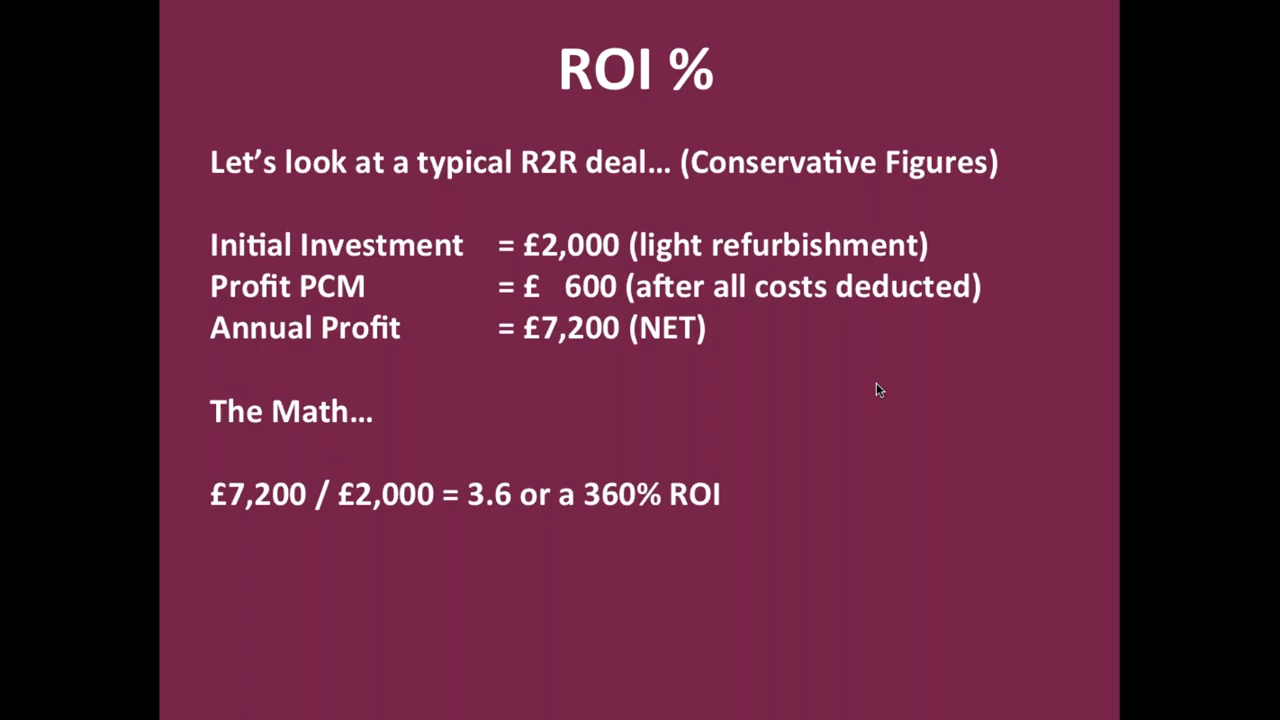 ROI %
Let's look at a typical R2R deal... (Conservative Figures)
Initial Investment = £2,000 (light refurbishment)
Profit PCM = £ 600 (after all costs deducted)
Annual Profit = £7,200 (NET)
The Math...
£7,200 / £2,000 = 3.6 or a 360% ROI